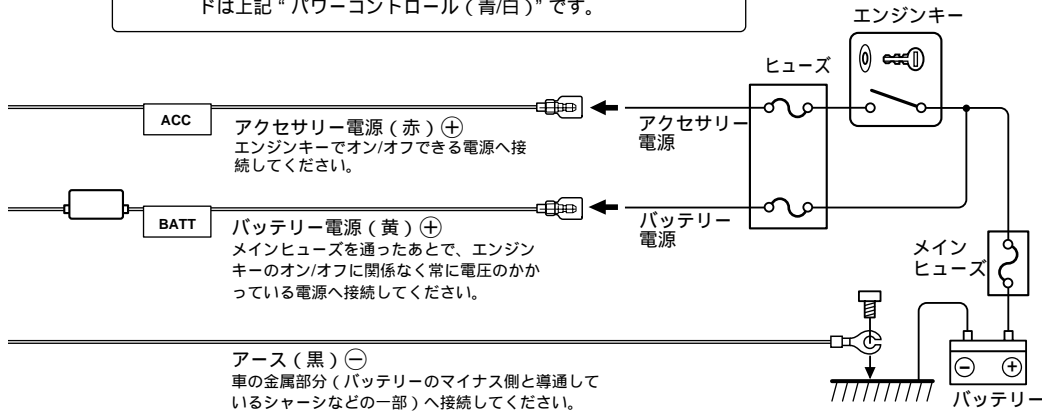 ドは上記“パワーコントロール(青/白)”です。
エンジンキー
ヒューズ
ACC
アクセサリー電源(赤)⊕
エンジンキーでオン/オフできる電源へ接
続してください。
アクセサリー
電源
BATT
バッテリー電源(黄)⊕
メインヒューズを通ったあとで、エンジン
キーのオン/オフに関係なく常に電圧のかか
っている電源へ接続してください。
バッテリー
電源
メイン
ヒューズ
アース(黒)⊖
車の金属部分(バッテリーのマイナス側と導通して
いるシャーシなどの一部)へ接続してください。
⊖ ⊕
バッテリー